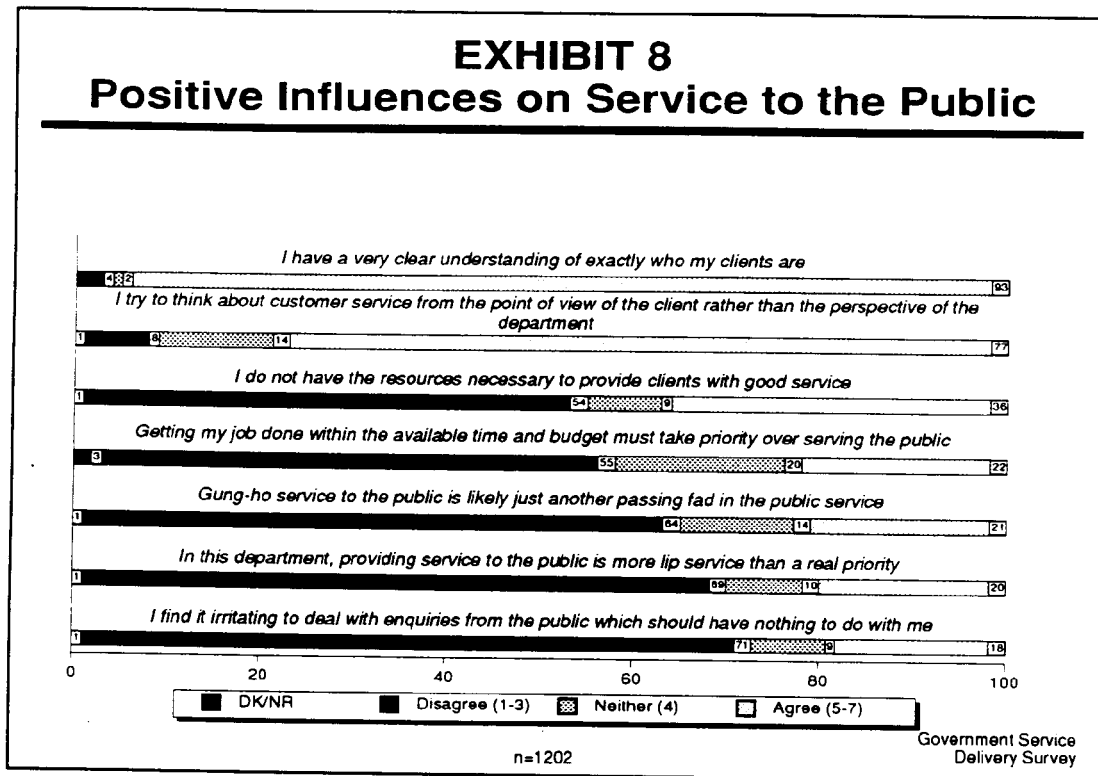 EXHIBIT 8
Positive Influences on Service to the Public
I have a very clear understanding of exactly who my clients are
4 2 93
I try to think about customer service from the point of view of the client rather than the perspective of the
department
1 8 14 77
I do not have the resources necessary to provide clients with good service
1 54 9 36
Getting my job done within the available time and budget must take priority over serving the public
3 55 20 22
Gung-ho service to the public is likely just another passing fad in the public service
1 64 14 21
In this department, providing service to the public is more lip service than a real priority
1 69 10 20
I find it irritating to deal with enquiries from the public which should have nothing to do with me
1 71 9 18
0 20 40 60 80 100
DK/NR Disagree (1-3) Neither (4) Agree (5-7)
n=1202
Government Service
Delivery Survey